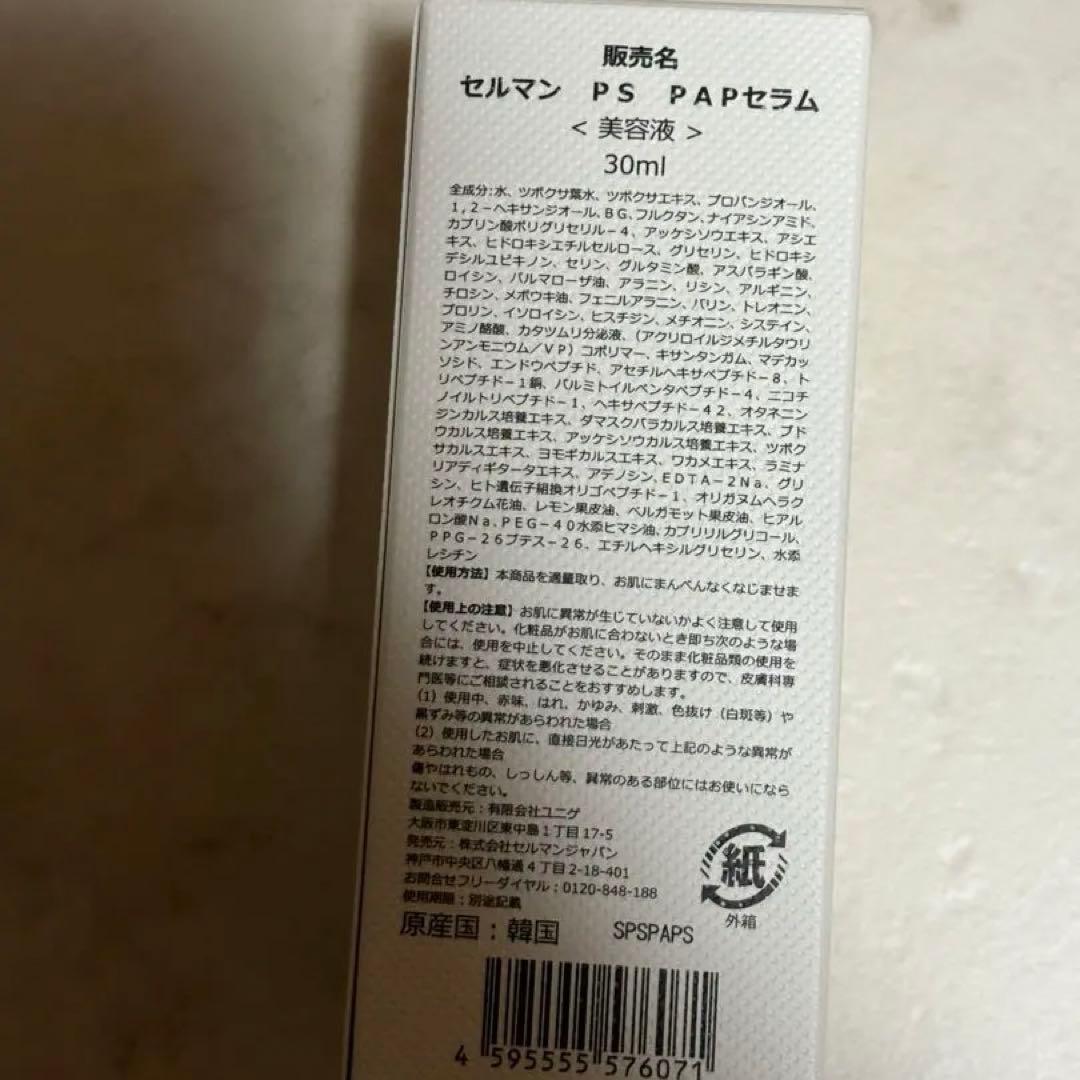 販売名
セルマン PS PAPセラム
< 美容液 >
30ml
全成分:水、ツボクサ葉水、ツボクサエキス、プロパンジオール、
1,2-ヘキサンジオール、BG、フルクタン、ナイアシンアミド、
カプリン酸ポリグリセリル-4、アッケシソウエキス、アシエ
キス、ヒドロキシエチルセルロース、グリセリン、ヒドロキシ
デシルユビキノン、セリン、グルタミン酸、アスパラギン酸、
ロイシン、パルマローザ油、アラニン、リシン、アルギニン、
チロシン、メボウキ油、フェニルアラニン、バリン、トレオニン、
プロリン、イソロイシン、ヒスチジン、メチオニン、システイン、
アミノ酪酸、カタツムリ分泌液、(アクリロイルジメチルタウリ
ンアンモニウム/VP)コポリマー、キサンタンガム、マデカッ
ソシド、エンドウペプチド、アセチルヘキサペプチド-8、ト
リペプチド-1銅、パルミトイルペンタペプチド-4、ニコチ
ノイルトリペプチド-1、ヘキサペプチド-42、オタネニン
ジンカルス培養エキス、ダマスクバラカルス培養エキス、ブド
ウカルス培養エキス、アッケシソウカルス培養エキス、ツボク
サカルスエキス、ヨモギカルスエキス、ワカメエキス、ラミナ
リアディギタータエキス、アデノシン、EDTA-2Na、グリ
シン、ヒト遺伝子組換オリゴペプチド-1、オリガヌムヘラク
レオチクム花油、レモン果皮油、ベルガモット果皮油、ヒアル
ロン酸Na、PEG-40水添ヒマシ油、カプリリルグリコール、
PPG-26ブテス-26、エチルヘキシルグリセリン、水添
レシチン
【使用方法】本商品を適量取り、お肌にまんべんなくなじませま
す。
【使用上の注意】お肌に異常が生じていないかよく注意して使用
してください。化粧品がお肌に合わないとき即ち次のような場
合には、使用を中止してください。そのまま化粧品類の使用を
続けますと、症状を悪化させることがありますので、皮膚科専
門医等にご相談されることをおすすめします。
(1)使用中、赤味、はれ、かゆみ、刺激、色抜け(白斑等)や
黒ずみ等の異常があらわれた場合
(2)使用したお肌に、直接日光があたって上記のような異常が
あらわれた場合
傷やはれもの、しっしん等、異常のある部位にはお使いになら
ないでください。
製造販売元:有限会社ユニゲ
大阪市東淀川区東中島1丁目17-5
発売元:株式会社セルマンジャパン
神戸市中央区八幡通4丁目2-18-401
お問合せフリーダイヤル:0120-848-188
使用期限:別途記載
紙
外箱
原産国:韓国 SPSPAPS
4 595555 576071